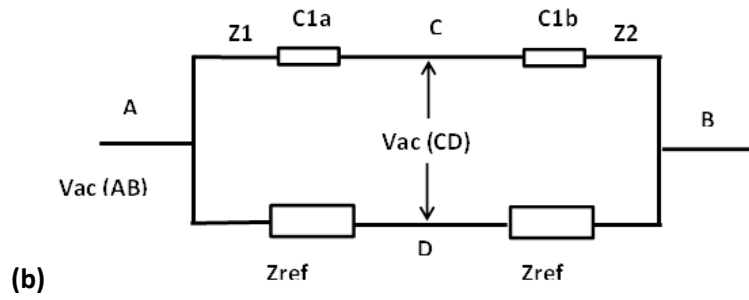 C1a C C1b
Z1 Z2
A B
Vac (CD)
Vac (AB)
D
(b) Zref Zref